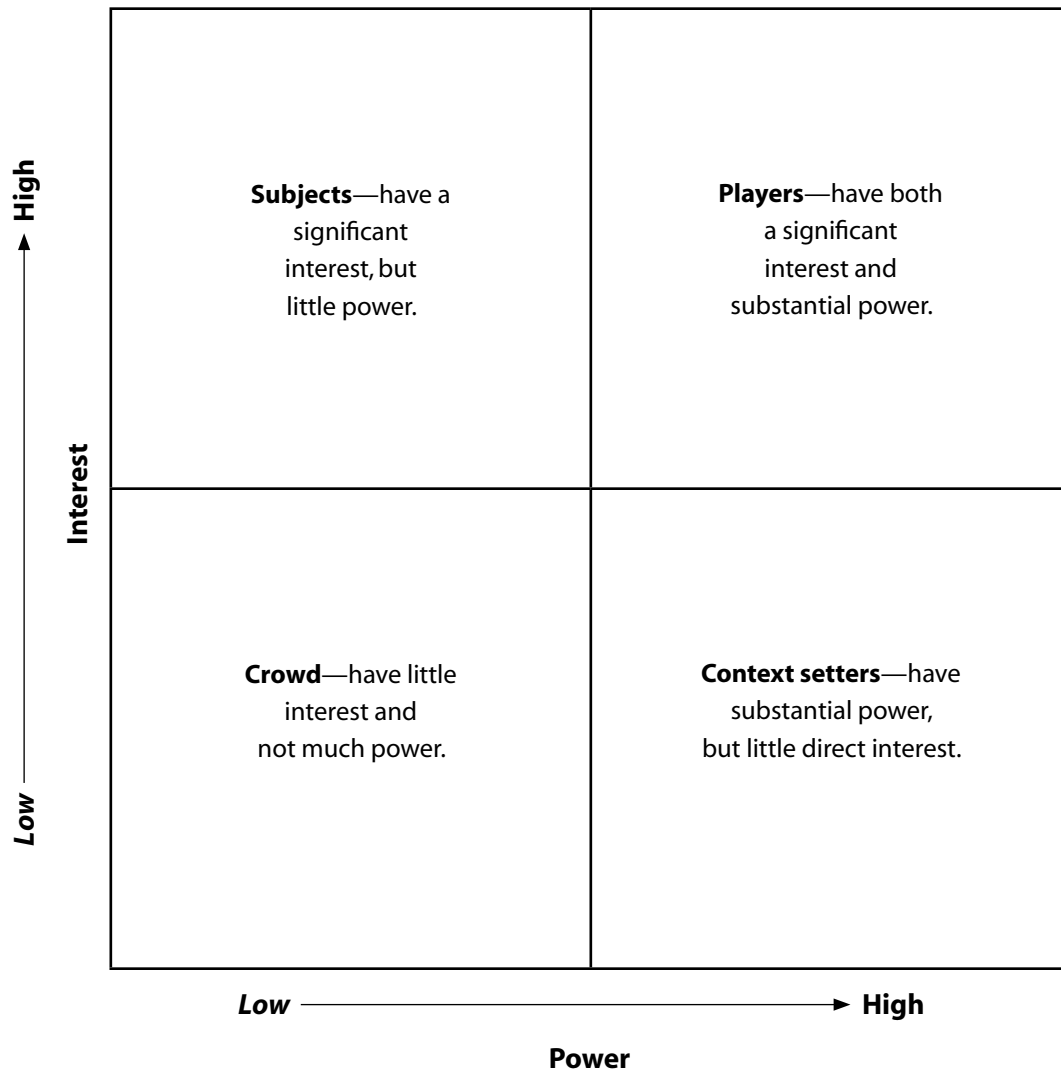 High
Interest
Low
Subjects—have a
significant
interest, but
little power.
Players—have both
a significant
interest and
substantial power.
Crowd—have little
interest and
not much power.
Context setters—have
substantial power,
but little direct interest.
Low
High
Power